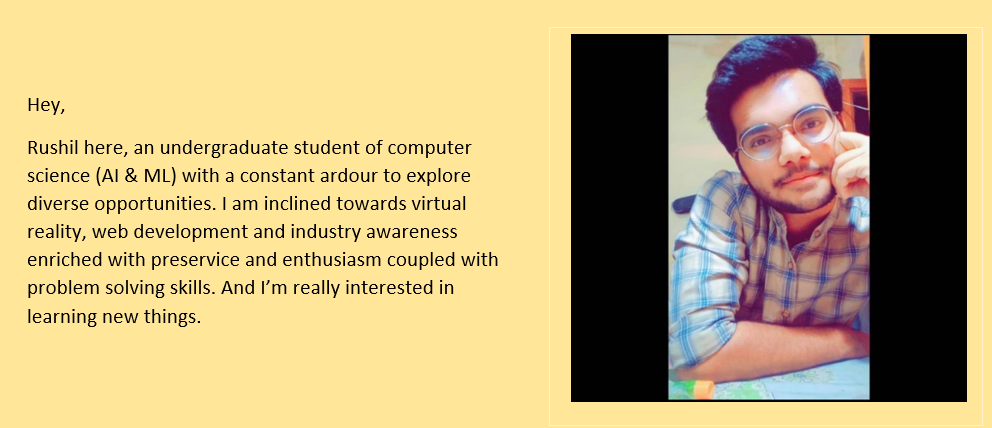 Hey,
Rushil here, an undergraduate student of computer
science (AI & ML) with a constant ardour to explore
diverse opportunities. I am inclined towards virtual
reality, web development and industry awareness
enriched with preservice and enthusiasm coupled with
problem solving skills. And I’m really interested in
learning new things.